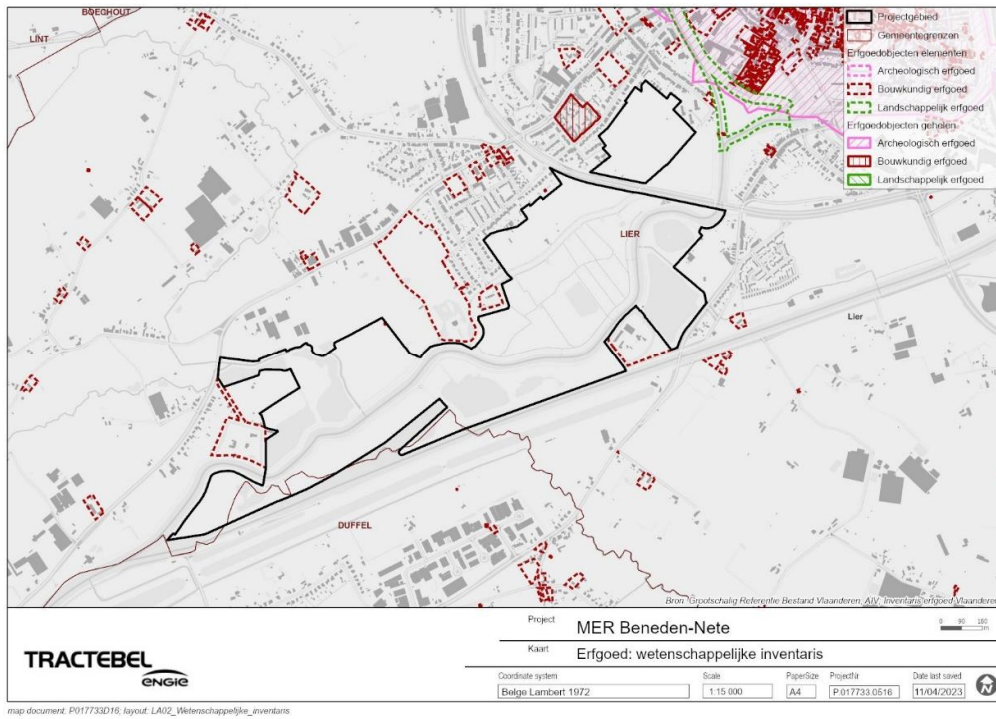 BOECHOUT
LINT
Projectgebied
Gemeentegrenzen
Erfgoedobjecten elementen
Archeologisch erfgoed
Bouwkundig erfgoed
Landschappelijk erfgoed
Erfgoedobjecten gehelen
Archeologisch erfgoed
Bouwkundig erfgoed
Landschappelijk erfgoed
LIER
Lier
DUFFEL
Bron: Grootschalig Referentie Bestand Vlaanderen, AIV; Inventaris erfgoed Vlaanderen
Project MER Beneden-Nete
0 90 180
m
Kaart Erfgoed: wetenschappelijke inventaris
TRACTEBEL
ENGIE
Coordinate system Scale PaperSize ProjectNr Date last saved
Belge Lambert 1972 1:15 000 A4 P.017733.0516 11/04/2023
map document: P017733D16; layout: LA02_Wetenschappelijke_inventaris